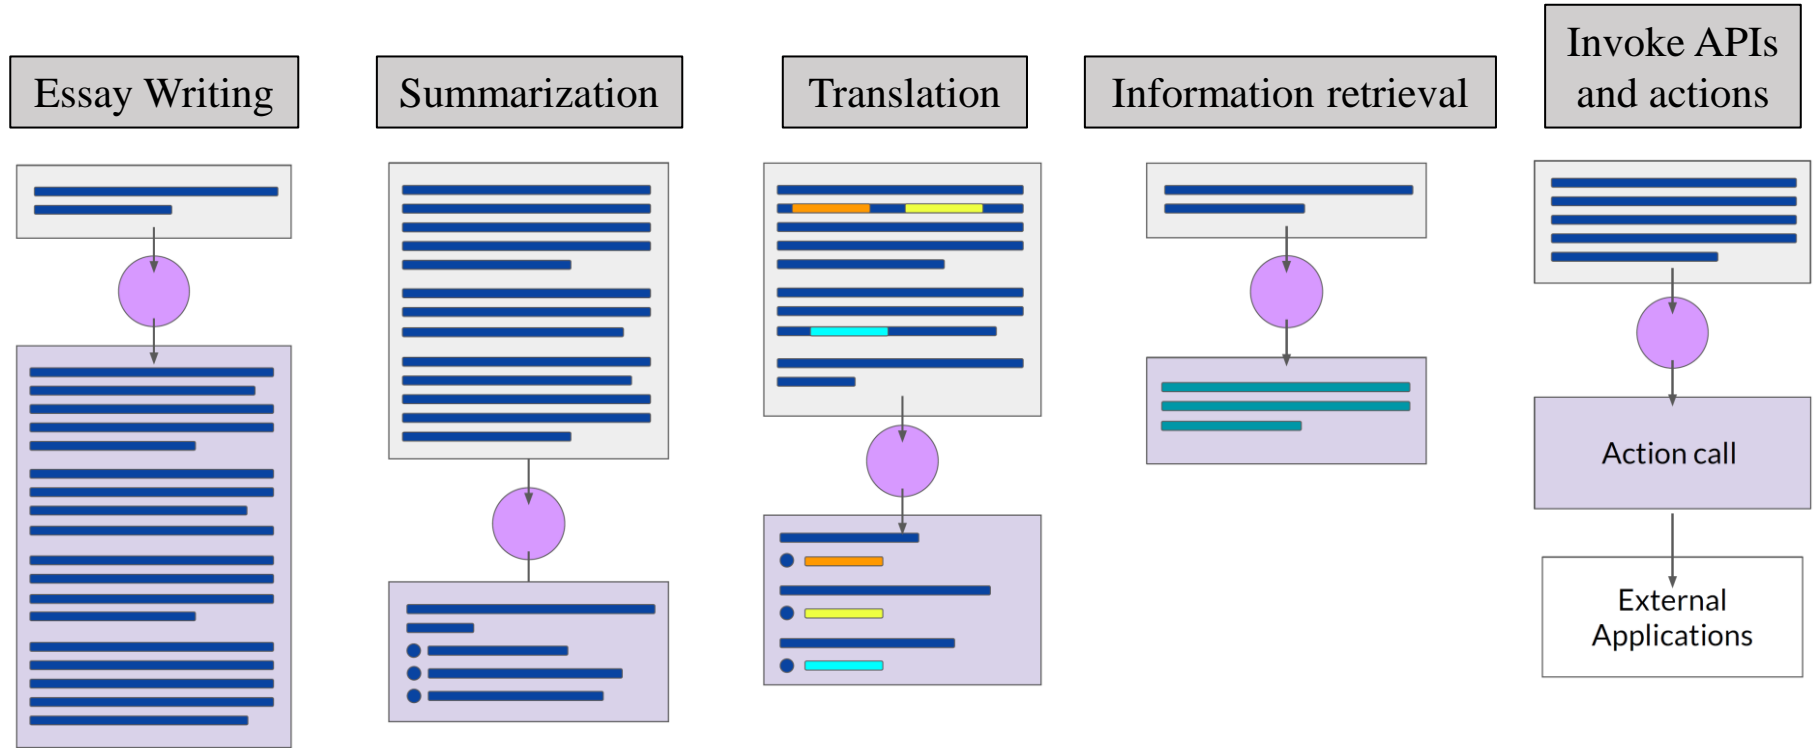 Essay Writing
Summarization
Translation
Information retrieval
Invoke APIs
and actions
Action call
External
Applications